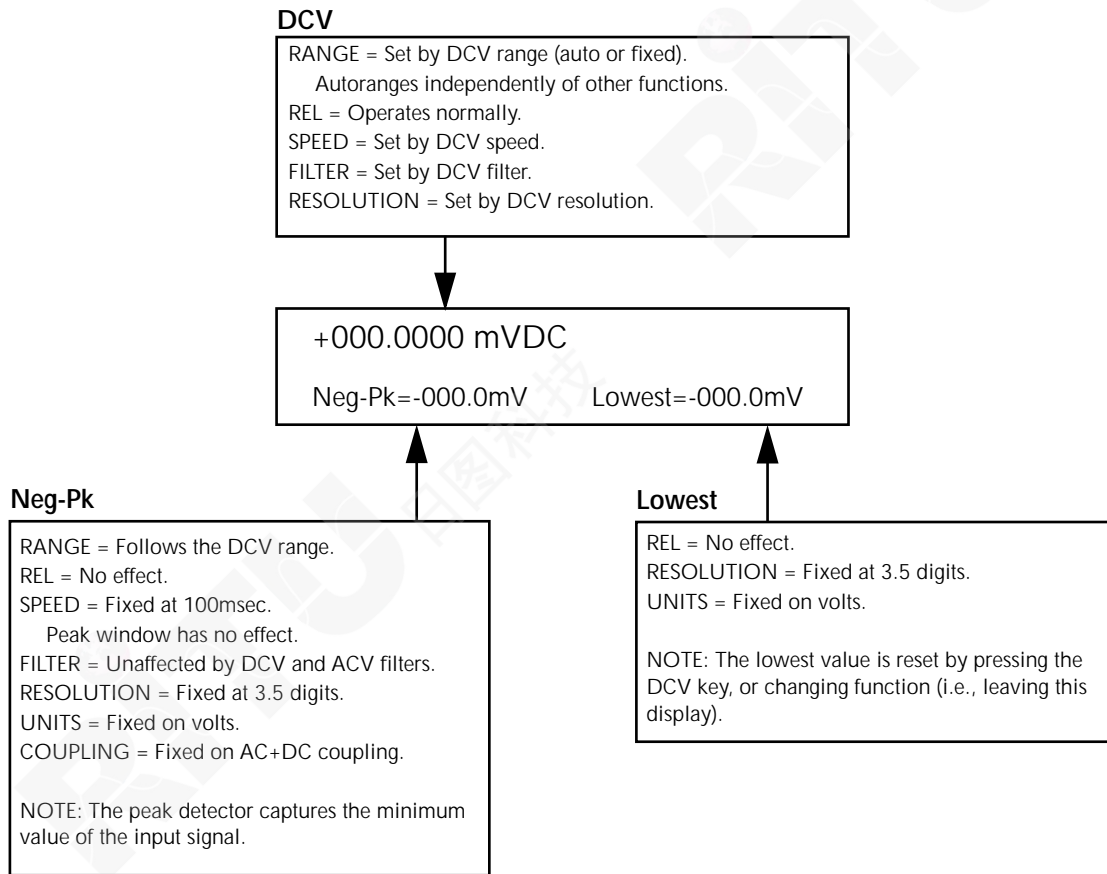 DCV
RANGE = Set by DCV range (auto or fixed).
Autoranges independently of other functions.
REL = Operates normally.
SPEED = Set by DCV speed.
FILTER = Set by DCV filter.
RESOLUTION = Set by DCV resolution.
+000.0000 mVDC
Neg-Pk=-000.0mV Lowest=-000.0mV
Neg-Pk
RANGE = Follows the DCV range.
REL = No effect.
SPEED = Fixed at 100msec.
Peak window has no effect.
FILTER = Unaffected by DCV and ACV filters.
RESOLUTION = Fixed at 3.5 digits.
UNITS = Fixed on volts.
COUPLING = Fixed on AC+DC coupling.
NOTE: The peak detector captures the minimum
value of the input signal.
Lowest
REL = No effect.
RESOLUTION = Fixed at 3.5 digits.
UNITS = Fixed on volts.
NOTE: The lowest value is reset by pressing the
DCV key, or changing function (i.e., leaving this
display).
RiTU 日图科技